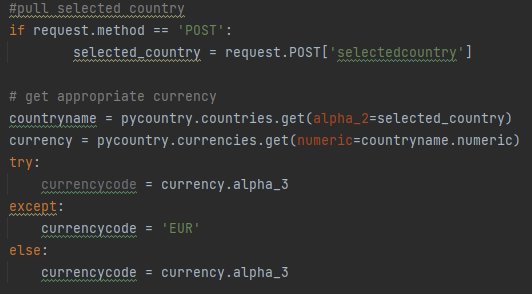 #pull selected country
if request.method == 'POST':
        selected_country = request.POST['selectedcountry']

# get appropriate currency
countryname = pycountry.countries.get(alpha_2=selected_country)
currency = pycountry.currencies.get(numeric=countryname.numeric)
try:
    currencycode = currency.alpha_3
except:
    currencycode = 'EUR'
else:
    currencycode = currency.alpha_3